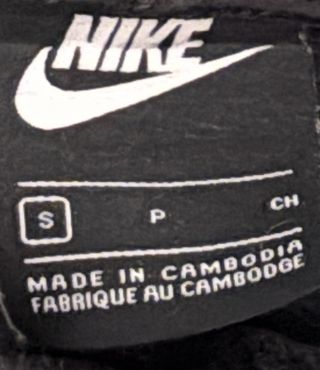 NIKE
S P CH
MADE IN CAMBODIA
FABRIQUE AU CAMBODGE